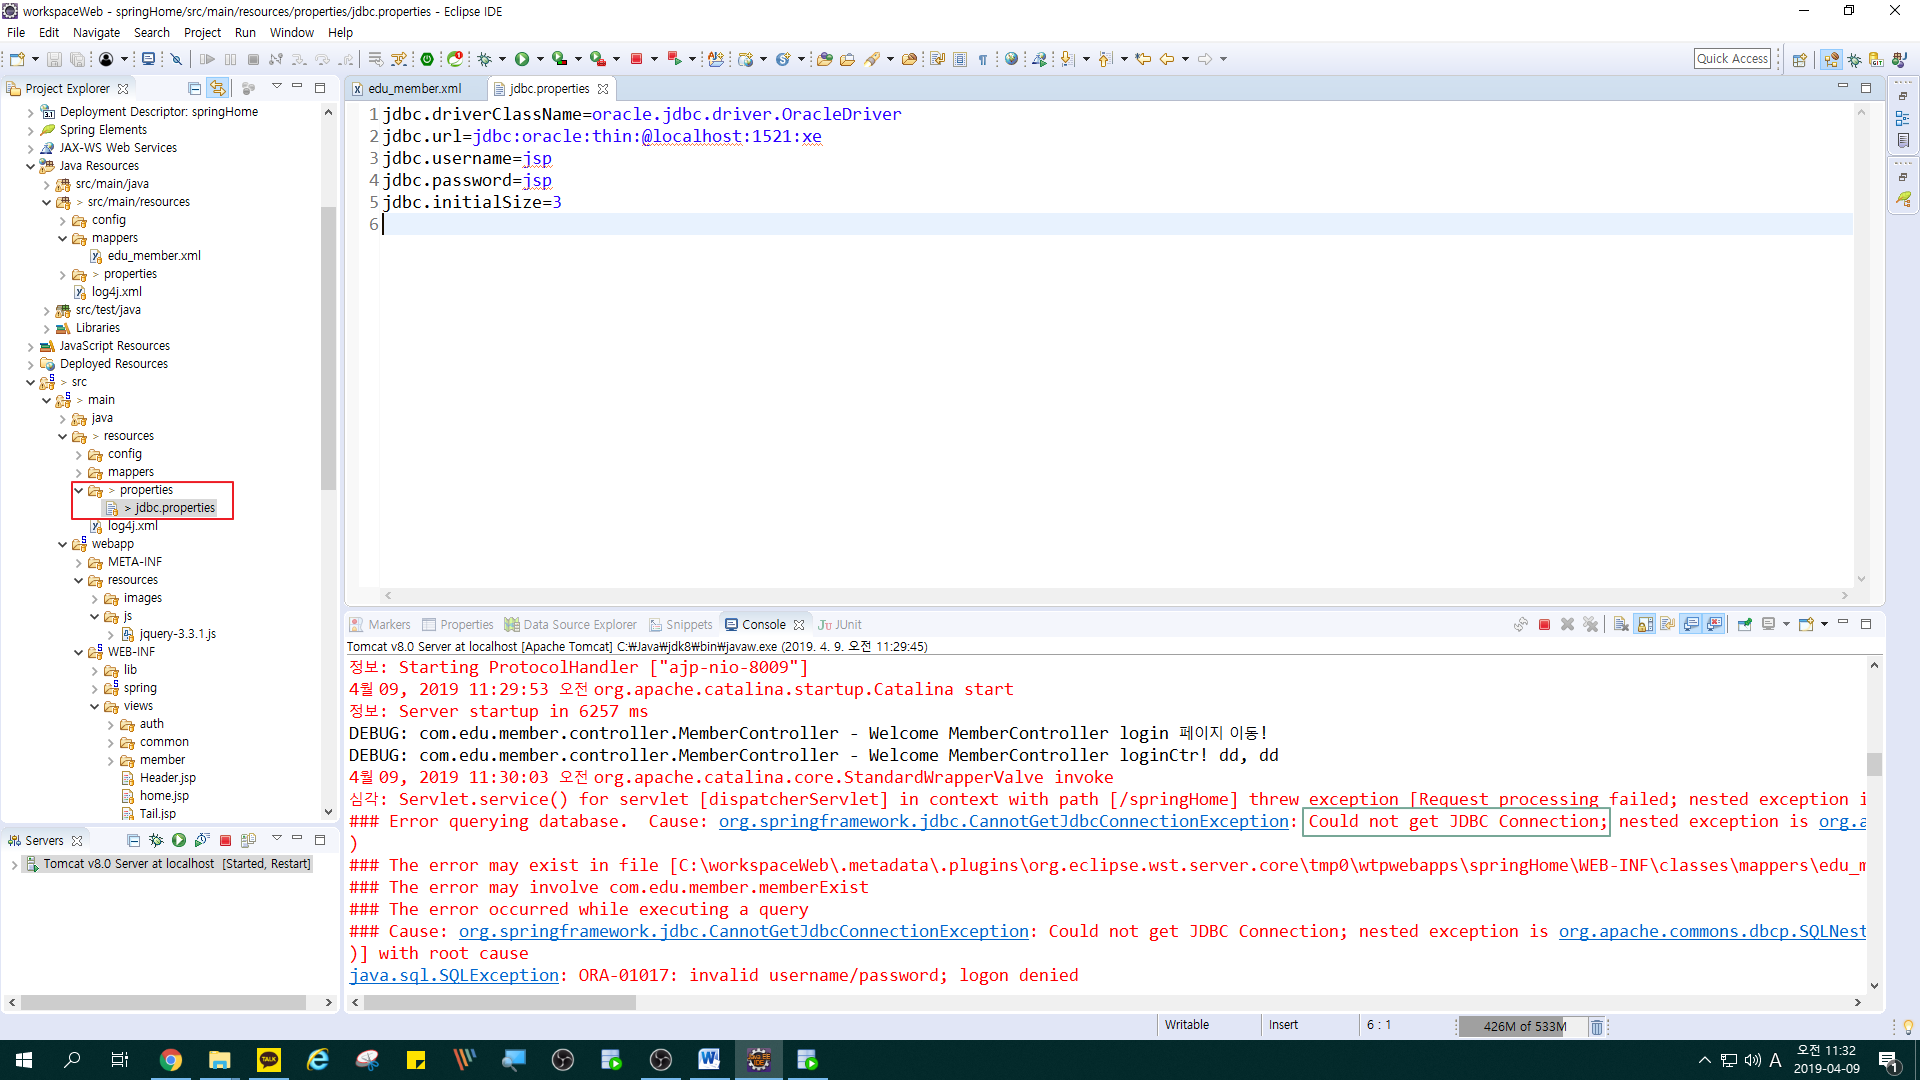 workspaceWeb - springHome/src/main/resources/properties/jdbc.properties - Eclipse IDE
File Edit Navigate Search Project Run Window Help
Quick Access
Project Explorer
Deployment Descriptor: springHome
Spring Elements
JAX-WS Web Services
Java Resources
src/main/java
> src/main/resources
config
mappers
edu_member.xml
> properties
log4j.xml
src/test/java
Libraries
JavaScript Resources
Deployed Resources
> src
> main
java
> resources
config
mappers
> properties
> jdbc.properties
log4j.xml
webapp
META-INF
resources
images
js
jquery-3.3.1.js
WEB-INF
lib
spring
views
auth
common
member
Header.jsp
home.jsp
Tail.jsp
Servers
Tomcat v8.0 Server at localhost [Started, Restart]
edu_member.xml jdbc.properties
1 jdbc.driverClassName=oracle.jdbc.driver.OracleDriver
2 jdbc.url=jdbc:oracle:thin:@localhost:1521:xe
3 jdbc.username=jsp
4 jdbc.password=jsp
5 jdbc.initialSize=3
6
Markers Properties Data Source Explorer Snippets Console JUnit
Tomcat v8.0 Server at localhost [Apache Tomcat] C:₩Java₩jdk8₩bin₩javaw.exe (2019. 4. 9. 오전 11:29:45)
정보: Starting ProtocolHandler ["ajp-nio-8009"]
4월 09, 2019 11:29:53 오전 org.apache.catalina.startup.Catalina start
정보: Server startup in 6257 ms
DEBUG: com.edu.member.controller.MemberController - Welcome MemberController login 페이지 이동!
DEBUG: com.edu.member.controller.MemberController - Welcome MemberController loginCtr! dd, dd
4월 09, 2019 11:30:03 오전 org.apache.catalina.core.StandardWrapperValve invoke
심각: Servlet.service() for servlet [dispatcherServlet] in context with path [/springHome] threw exception [Request processing failed; nested exception i
### Error querying database.  Cause: org.springframework.jdbc.CannotGetJdbcConnectionException: Could not get JDBC Connection; nested exception is org.a
)
### The error may exist in file [C:\workspaceWeb\.metadata\.plugins\org.eclipse.wst.server.core\tmp0\wtpwebapps\springHome\WEB-INF\classes\mappers\edu_m
### The error may involve com.edu.member.memberExist
### The error occurred while executing a query
### Cause: org.springframework.jdbc.CannotGetJdbcConnectionException: Could not get JDBC Connection; nested exception is org.apache.commons.dbcp.SQLNest
)] with root cause
java.sql.SQLException: ORA-01017: invalid username/password; logon denied
Writable Insert 6 : 1 426M of 533M
TALK
A 오전 11:32
2019-04-09
1